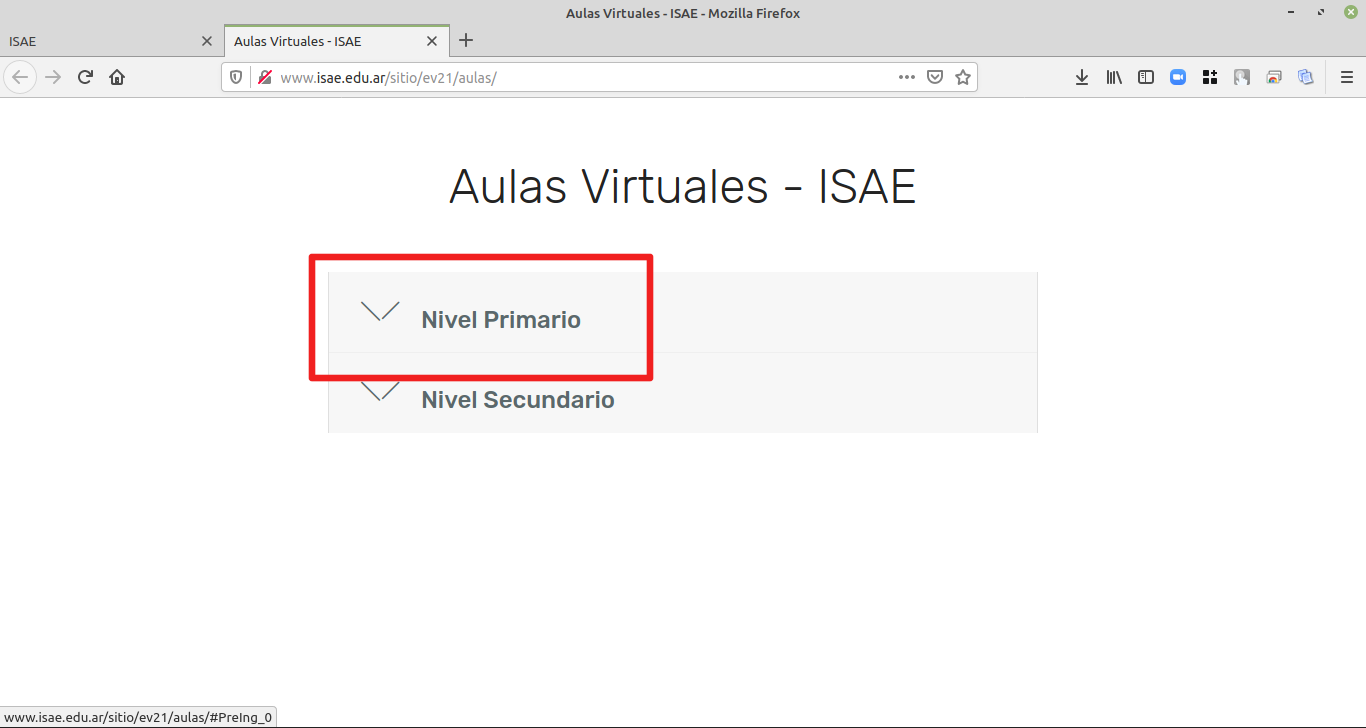 Aulas Virtuales - ISAE - Mozilla Firefox
ISAE
Aulas Virtuales - ISAE
www.isae.edu.ar/sitio/ev21/aulas/
Aulas Virtuales - ISAE
Nivel Primario
Nivel Secundario
www.isae.edu.ar/sitio/ev21/aulas/#PreIng_0